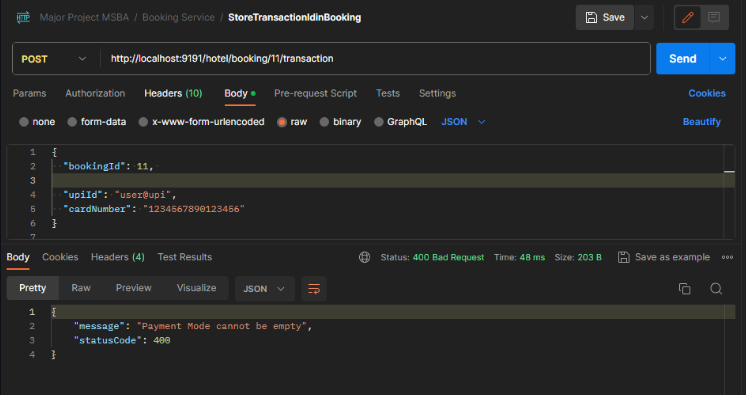 HTTP Major Project MSBA / Booking Service / StoreTransactionIdinBooking Save
POST http://localhost:9191/hotel/booking/11/transaction Send
Params Authorization Headers (10) Body Pre-request Script Tests Settings Cookies
none form-data x-www-form-urlencoded raw binary GraphQL JSON Beautify
1 {
2 "bookingId": 11,
3
4 "upiId": "user@upi",
5 "cardNumber": "1234567890123456"
6 }
7
Body Cookies Headers (4) Test Results Status: 400 Bad Request Time: 48 ms Size: 203 B Save as example
Pretty Raw Preview Visualize JSON
1 {
2 "message": "Payment Mode cannot be empty",
3 "statusCode": 400
4 }